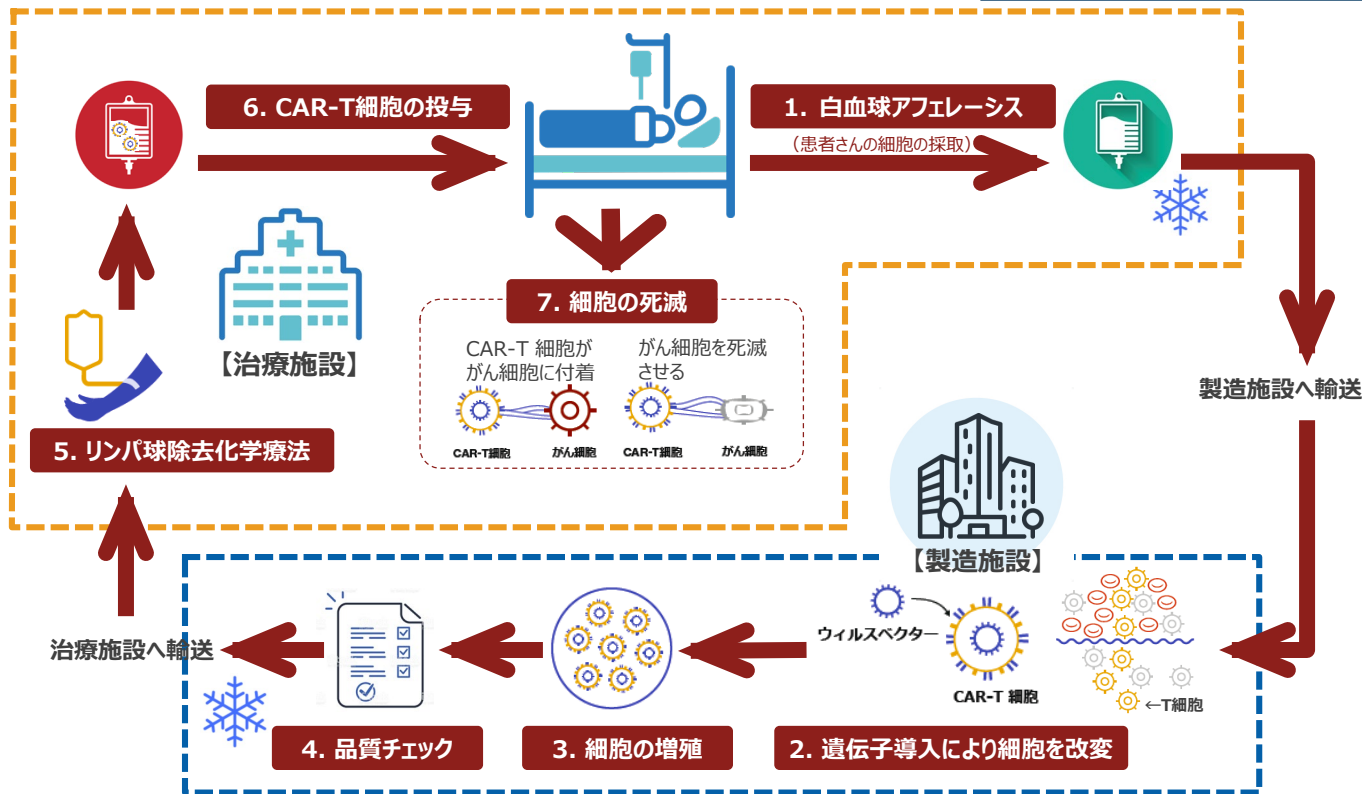 6. CAR-T細胞の投与
1. 白血球アフェレーシス
（患者さんの細胞の採取）
7. 細胞の死滅
CAR-T 細胞が
がん細胞に付着
がん細胞を死滅
させる
CAR-T細胞
がん細胞
CAR-T細胞
がん細胞
【治療施設】
5. リンパ球除去化学療法
製造施設へ輸送
【製造施設】
ウィルスベクター
CAR-T 細胞
←T細胞
治療施設へ輸送
4. 品質チェック
3. 細胞の増殖
2. 遺伝子導入により細胞を改変